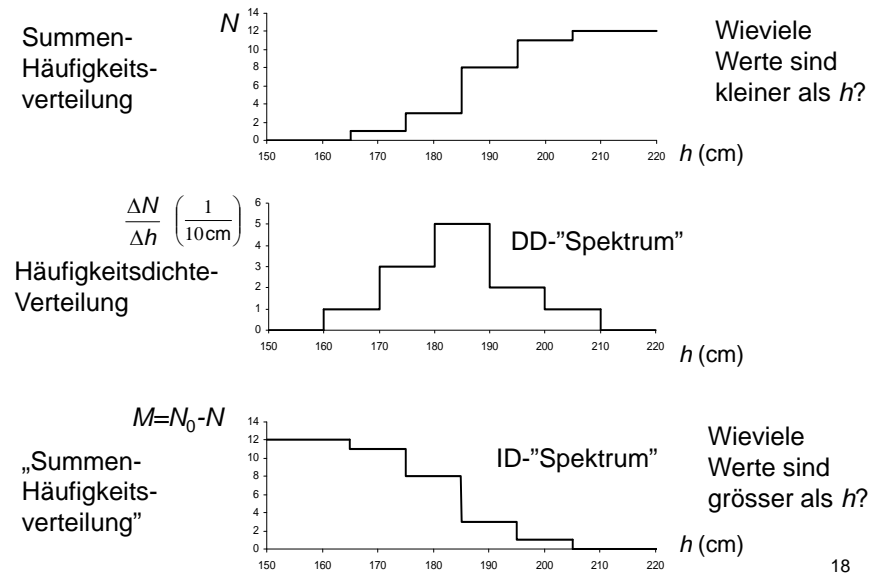 Summen-
Häufigkeits-
verteilung
N
14
12
10
8
6
4
2
0
150 160 170 180 190 200 210 220
h (cm)
Wieviele
Werte sind
kleiner als h?
ΔN/Δh (1/10cm)
Häufigkeitsdichte-
Verteilung
6
5
4
3
2
1
0
150 160 170 180 190 200 210 220
h (cm)
DD-"Spektrum"
M=N₀-N
„Summen-
Häufigkeits-
verteilung”
14
12
10
8
6
4
2
0
150 160 170 180 190 200 210 220
h (cm)
ID-"Spektrum"
Wieviele
Werte sind
grösser als h?
18